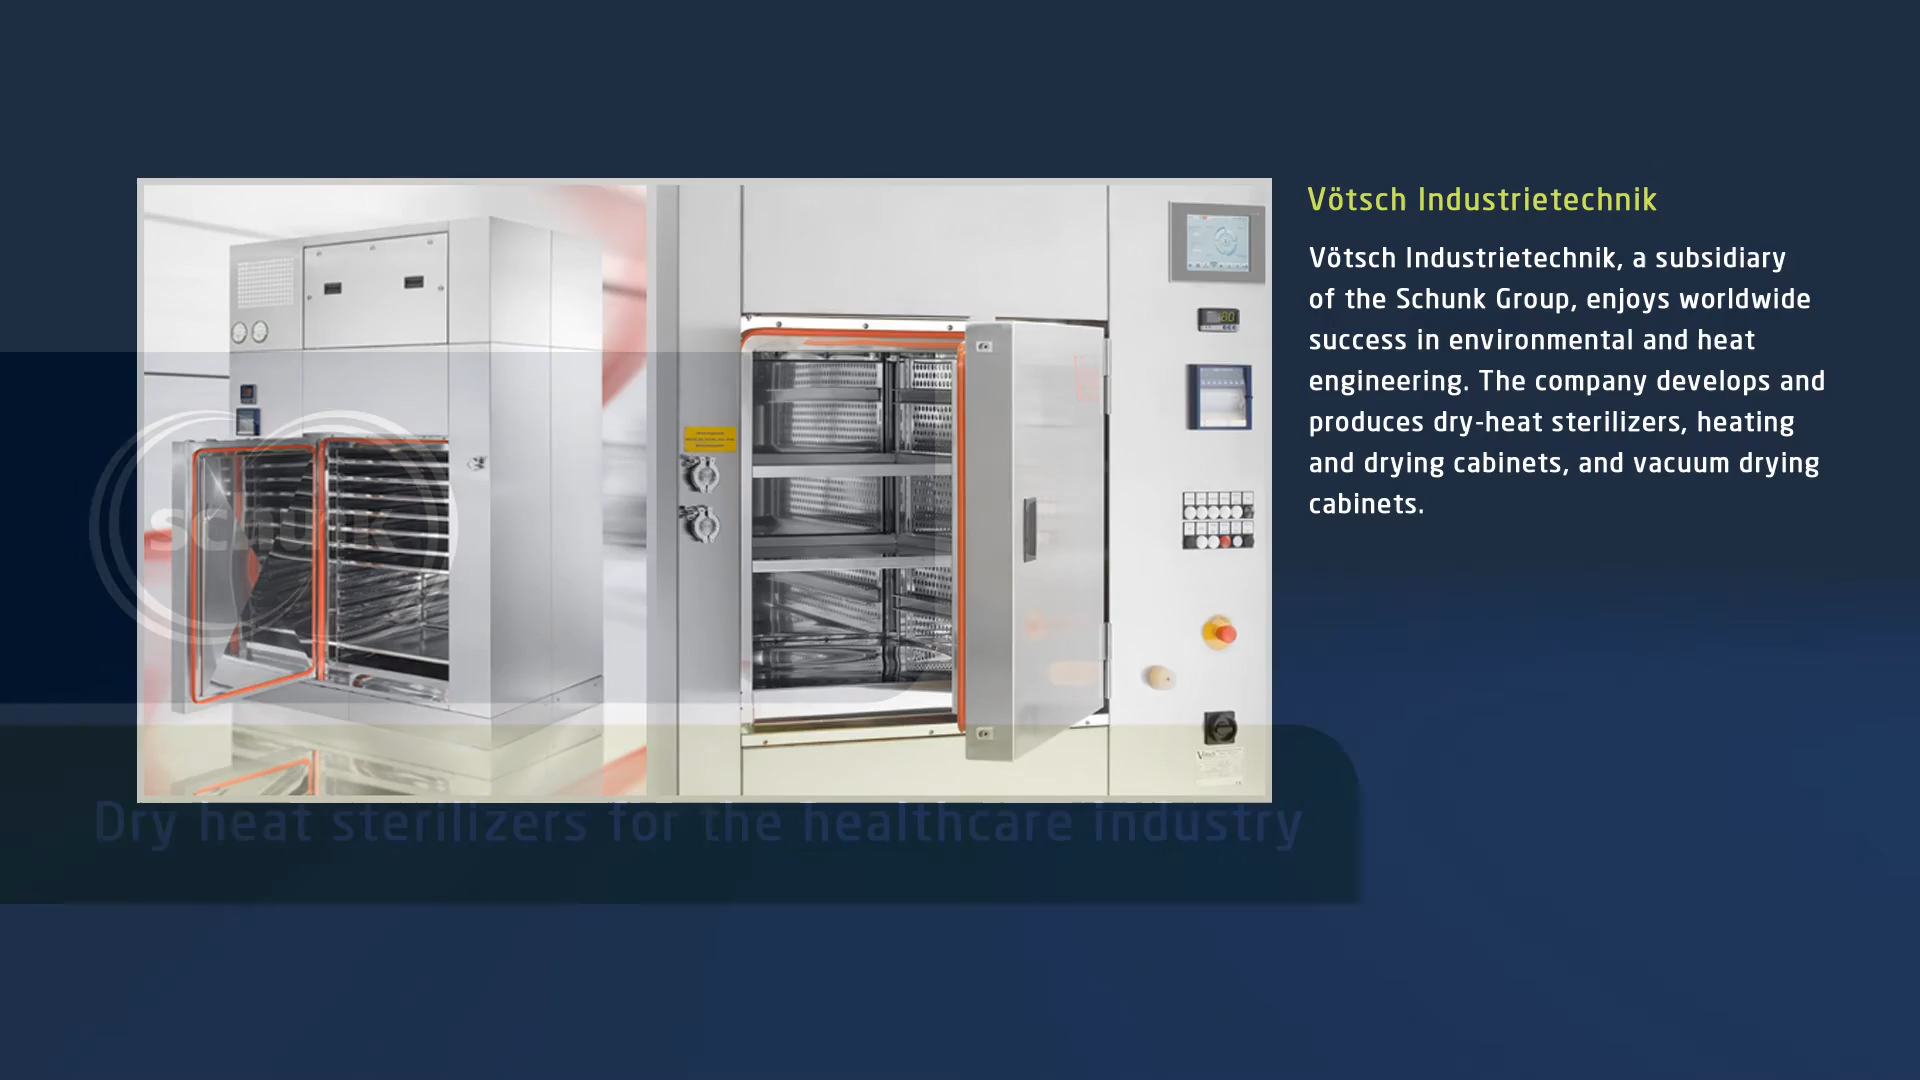 Vötsch Industrietechnik
Vötsch Industrietechnik, a subsidiary
of the Schunk Group, enjoys worldwide
success in environmental and heat
engineering. The company develops and
produces dry-heat sterilizers, heating
and drying cabinets, and vacuum drying
cabinets.
schunk
80
Dry heat sterilizers for the healthcare industry